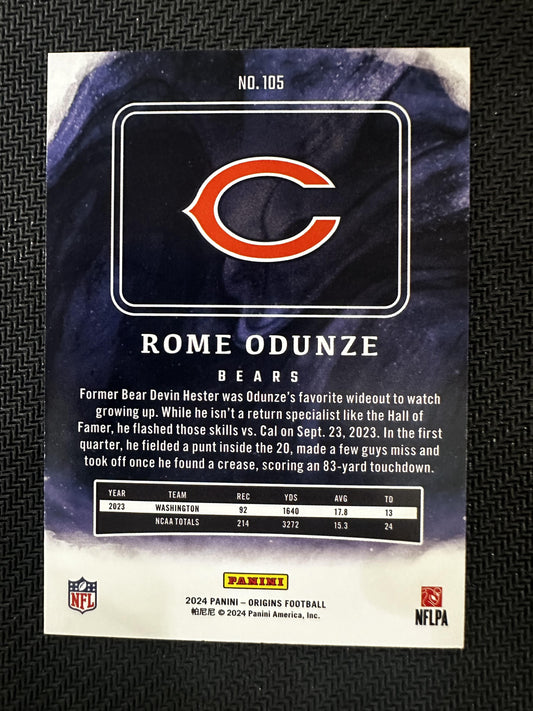 NO. 105
ROME ODUNZE
BEARS
Former Bear Devin Hester was Odunze's favorite wideout to watch
growing up. While he isn't a return specialist like the Hall of
Famer, he flashed those skills vs. Cal on Sept. 23, 2023. In the first
quarter, he fielded a punt inside the 20, made a few guys miss and
took off once he found a crease, scoring an 83-yard touchdown.
YEAR TEAM REC YDS AVG TD
2023 WASHINGTON 92 1640 17.8 13
NCAA TOTALS 214 3272 15.3 24
PANINI
NFL
2024 PANINI – ORIGINS FOOTBALL
帕尼尼 © 2024 Panini America, Inc.
NFLPA